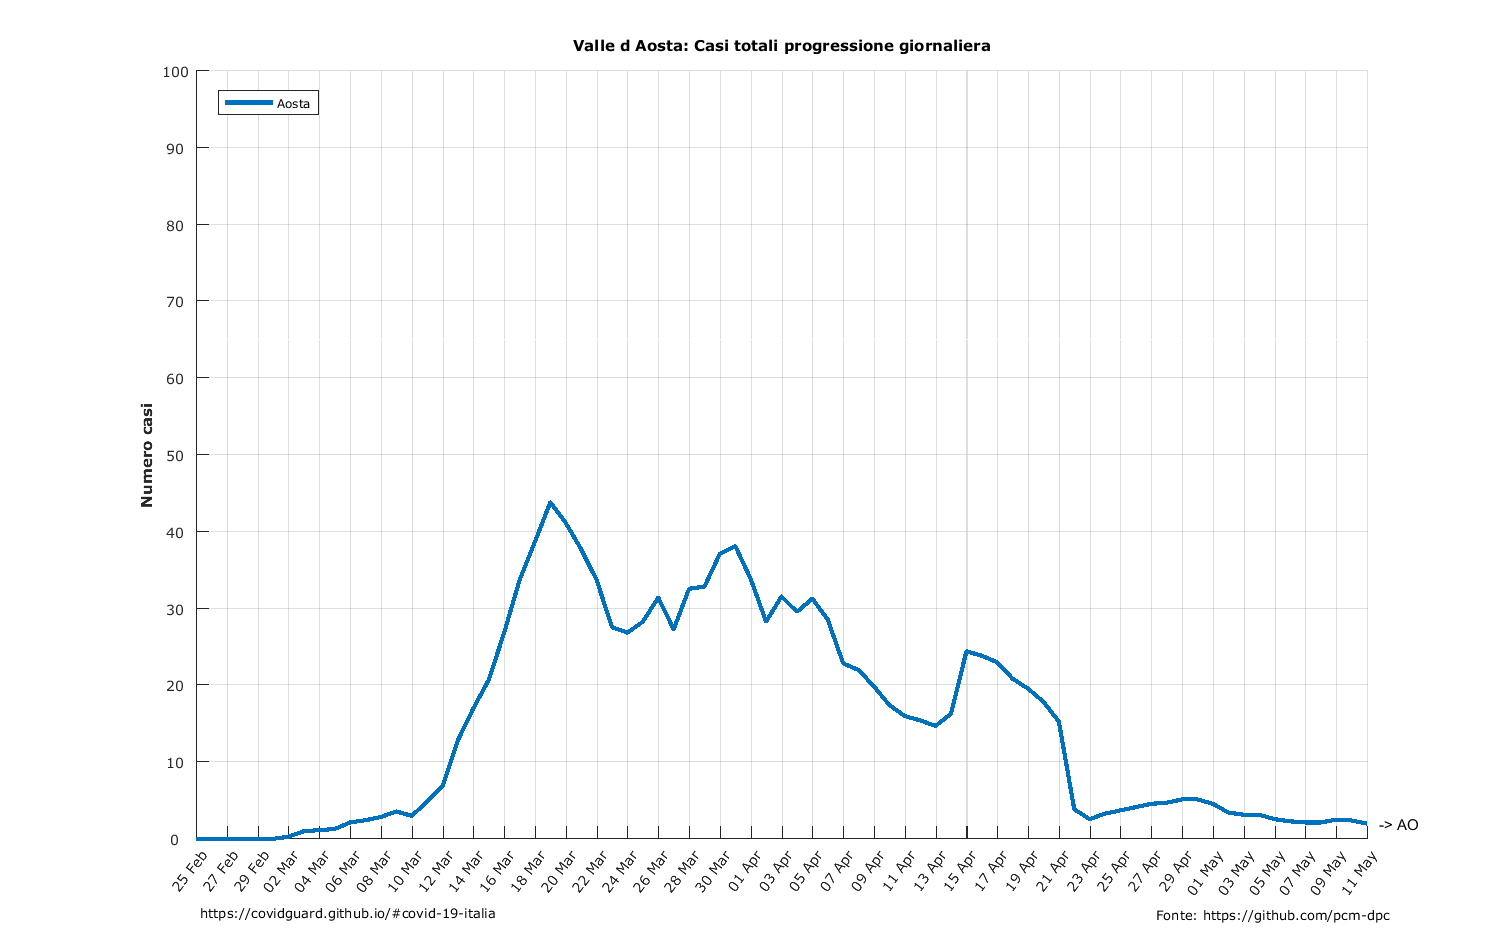 Valle d Aosta: Casi totali progressione giornaliera
Aosta
100
90
80
70
60
50
40
30
20
10
0
Numero casi
25 Feb
27 Feb
29 Feb
02 Mar
04 Mar
06 Mar
08 Mar
10 Mar
12 Mar
14 Mar
16 Mar
18 Mar
20 Mar
22 Mar
24 Mar
26 Mar
28 Mar
30 Mar
01 Apr
03 Apr
05 Apr
07 Apr
09 Apr
11 Apr
13 Apr
15 Apr
17 Apr
19 Apr
21 Apr
23 Apr
25 Apr
27 Apr
29 Apr
01 May
03 May
05 May
07 May
09 May
11 May
-> AO
https://covidguard.github.io/#covid-19-italia
Fonte: https://github.com/pcm-dpc